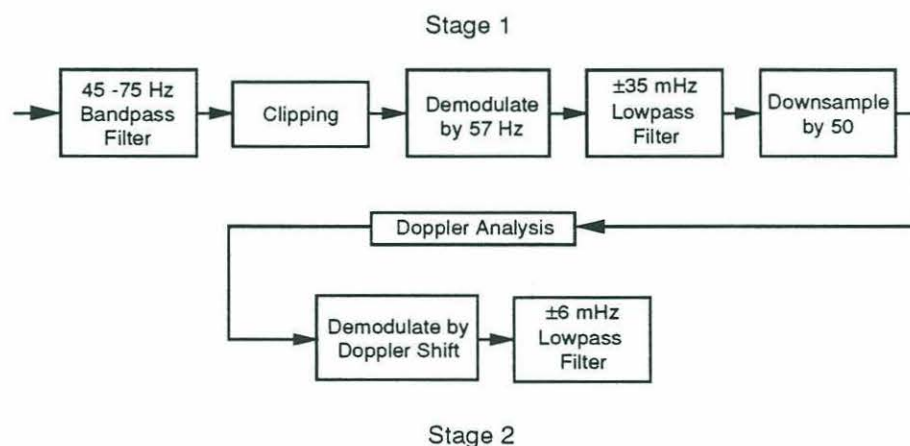 Stage 1
45 -75 Hz
Bandpass
Filter
Clipping
Demodulate
by 57 Hz
±35 mHz
Lowpass
Filter
Downsample
by 50
Doppler Analysis
Demodulate by
Doppler Shift
±6 mHz
Lowpass
Filter
Stage 2